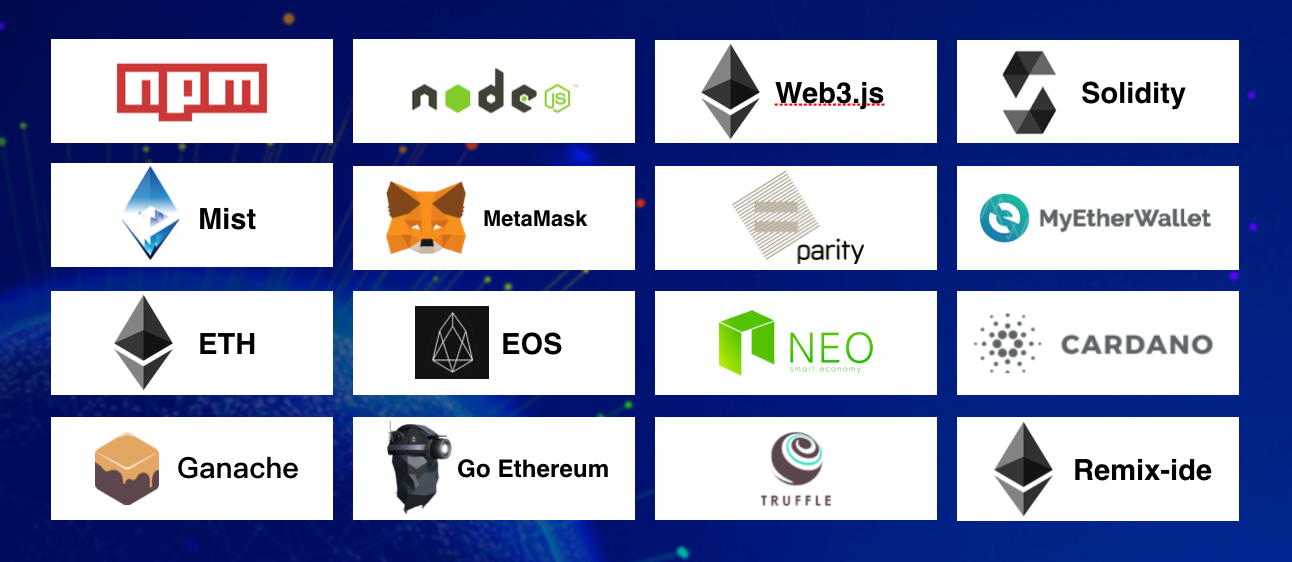 npm
node JS ™
Web3.js
Solidity
Mist
MetaMask
parity
MyEtherWallet
ETH
EOS
NEO
smart economy
CARDANO
Ganache
Go Ethereum
TRUFFLE
Remix-ide